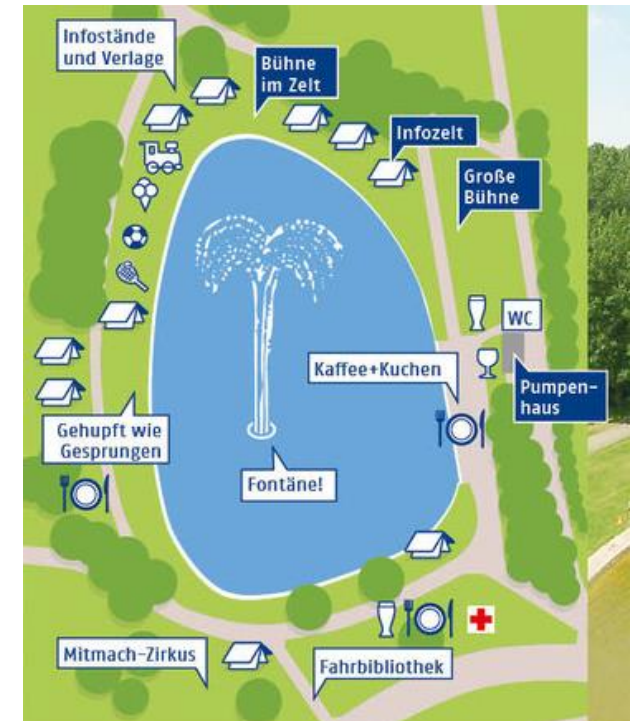 Infostände
und Verlage
Bühne
im Zelt
Infozelt
Große
Bühne
WC
Kaffee+Kuchen
Pumpen-
haus
Gehupft wie
Gesprungen
Fontäne!
Mitmach-Zirkus
Fahrbibliothek